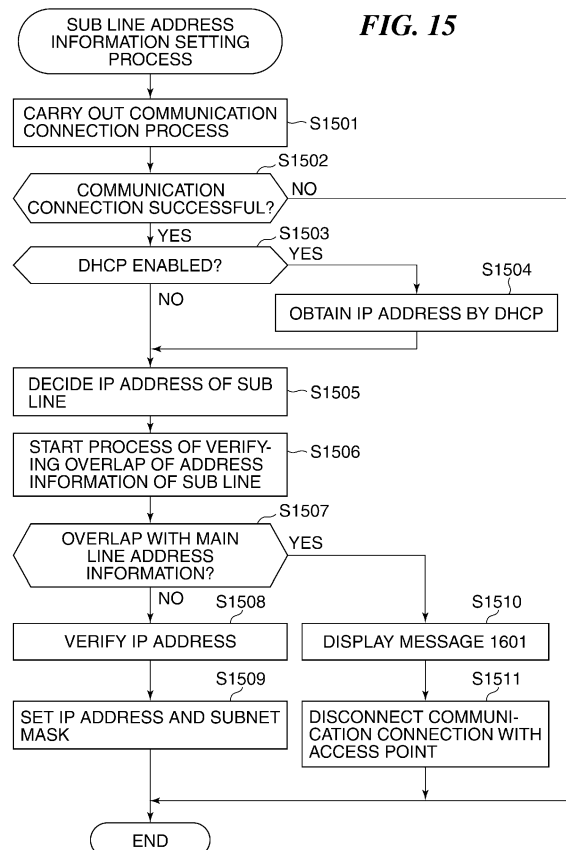 FIG. 15
SUB LINE ADDRESS
INFORMATION SETTING
PROCESS
CARRY OUT COMMUNICATION
CONNECTION PROCESS
S1501
S1502
COMMUNICATION
CONNECTION SUCCESSFUL?
NO
YES
S1503
DHCP ENABLED?
YES
NO
S1504
OBTAIN IP ADDRESS BY DHCP
DECIDE IP ADDRESS OF SUB
LINE
S1505
START PROCESS OF VERIFY-
ING OVERLAP OF ADDRESS
INFORMATION OF SUB LINE
S1506
S1507
OVERLAP WITH MAIN
LINE ADDRESS
INFORMATION?
YES
NO
S1508
VERIFY IP ADDRESS
S1510
DISPLAY MESSAGE 1601
S1509
SET IP ADDRESS AND SUBNET
MASK
S1511
DISCONNECT COMMUNI-
CATION CONNECTION WITH
ACCESS POINT
END